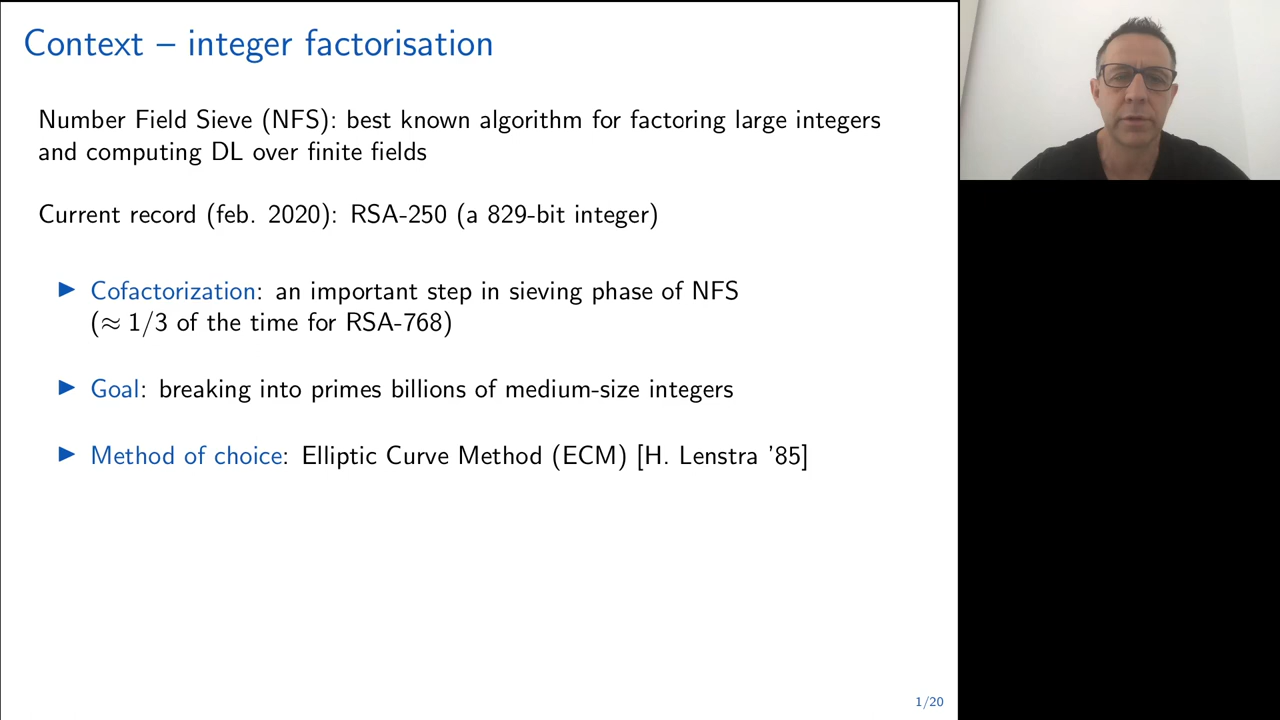 Context – integer factorisation
Number Field Sieve (NFS): best known algorithm for factoring large integers
and computing DL over finite fields
Current record (feb. 2020): RSA-250 (a 829-bit integer)
▶ Cofactorization: an important step in sieving phase of NFS
(≈ 1/3 of the time for RSA-768)
▶ Goal: breaking into primes billions of medium-size integers
▶ Method of choice: Elliptic Curve Method (ECM) [H. Lenstra ’85]
1/20